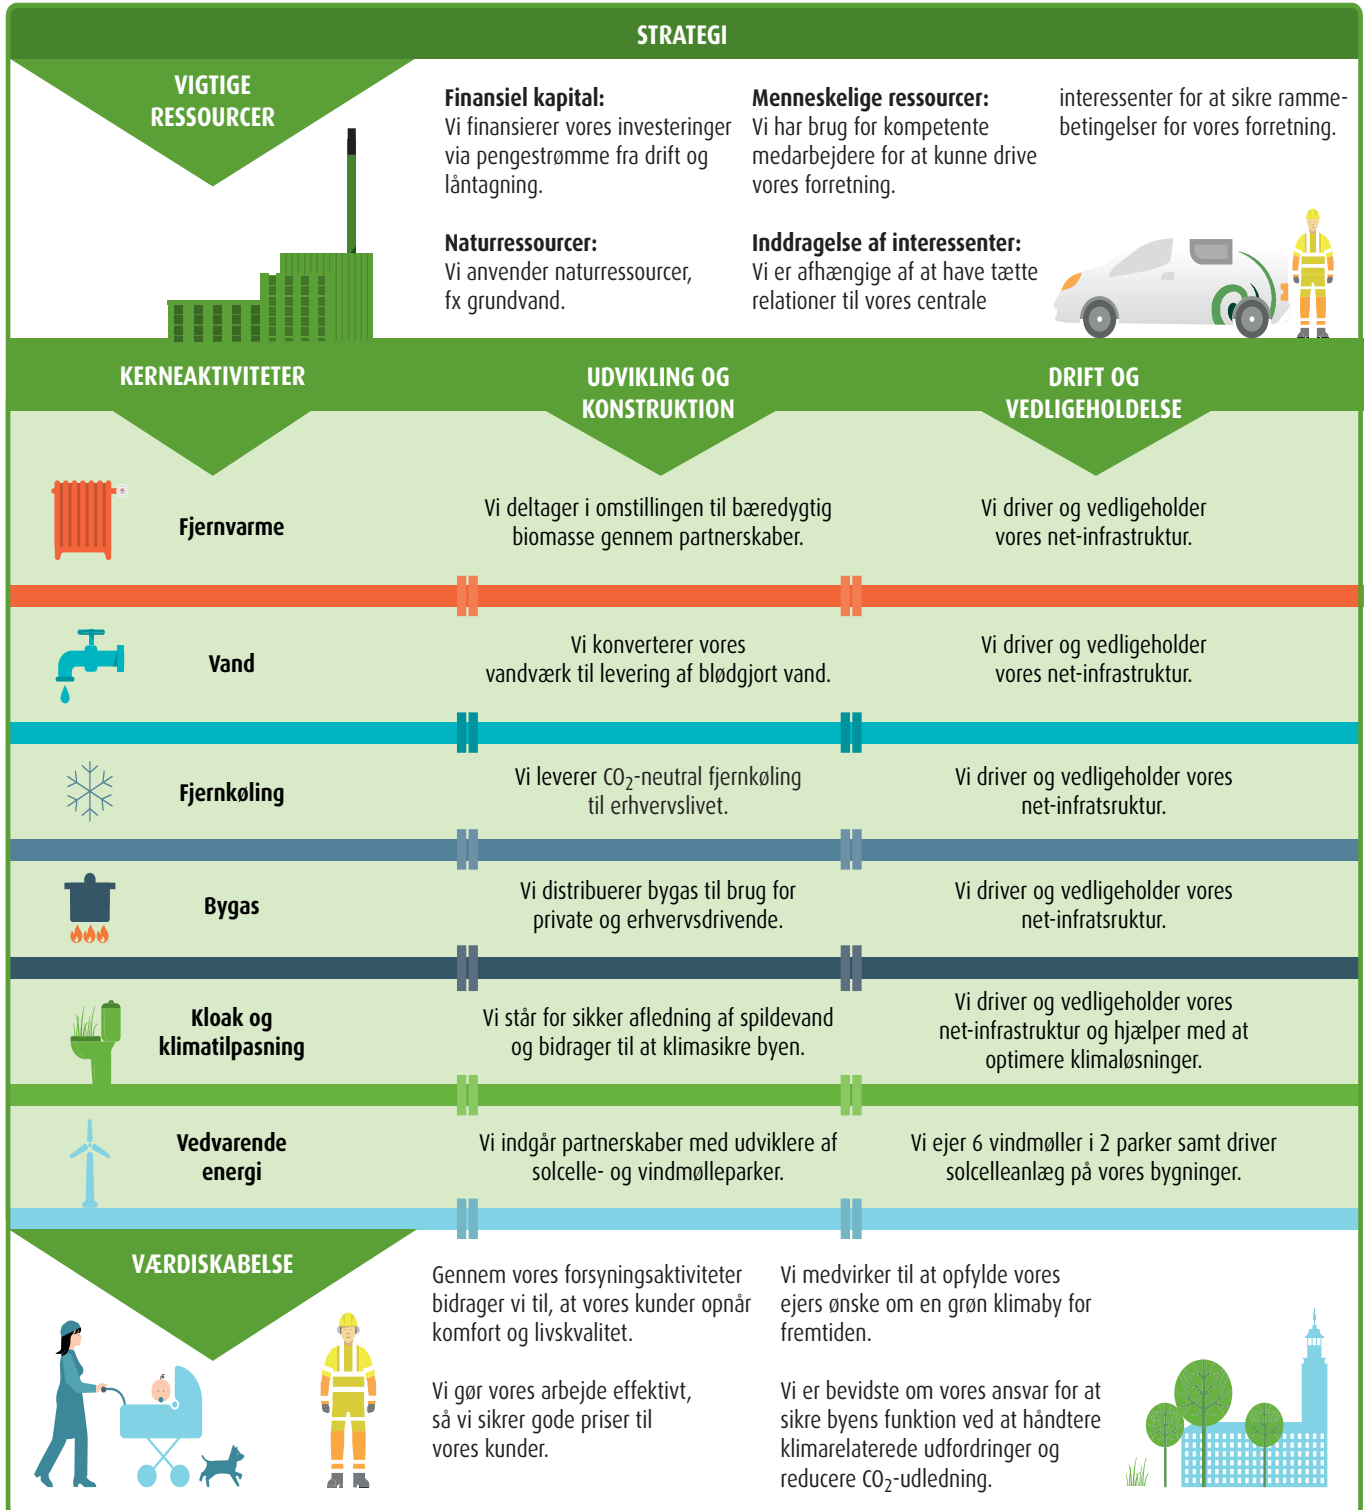 STRATEGI
VIGTIGE
RESSOURCER
Finansiel kapital:
Vi finansierer vores investeringer
via pengestrømme fra drift og
låntagning.
Naturressourcer:
Vi anvender naturressourcer,
fx grundvand.
Menneskelige ressourcer:
Vi har brug for kompetente
medarbejdere for at kunne drive
vores forretning.
Inddragelse af interessenter:
Vi er afhængige af at have tætte
relationer til vores centrale
interessenter for at sikre ramme-
betingelser for vores forretning.
KERNEAKTIVITETER
UDVIKLING OG
KONSTRUKTION
DRIFT OG
VEDLIGEHOLDELSE
Fjernvarme
Vi deltager i omstillingen til bæredygtig
biomasse gennem partnerskaber.
Vi driver og vedligeholder
vores net-infrastruktur.
Vand
Vi konverterer vores
vandværk til levering af blødgjort vand.
Vi driver og vedligeholder
vores net-infrastruktur.
Fjernkøling
Vi leverer CO₂-neutral fjernkøling
til erhvervslivet.
Vi driver og vedligeholder vores
net-infratsruktur.
Bygas
Vi distribuerer bygas til brug for
private og erhvervsdrivende.
Vi driver og vedligeholder vores
net-infratsruktur.
Kloak og
klimatilpasning
Vi står for sikker afledning af spildevand
og bidrager til at klimasikre byen.
Vi driver og vedligeholder vores
net-infrastruktur og hjælper med at
optimere klimaløsninger.
Vedvarende
energi
Vi indgår partnerskaber med udviklere af
solcelle- og vindmølleparker.
Vi ejer 6 vindmøller i 2 parker samt driver
solcelleanlæg på vores bygninger.
VÆRDISKABELSE
Gennem vores forsyningsaktiviteter
bidrager vi til, at vores kunder opnår
komfort og livskvalitet.
Vi gør vores arbejde effektivt,
så vi sikrer gode priser til
vores kunder.
Vi medvirker til at opfylde vores
ejers ønske om en grøn klimaby for
fremtiden.
Vi er bevidste om vores ansvar for at
sikre byens funktion ved at håndtere
klimarelaterede udfordringer og
reducere CO₂-udledning.